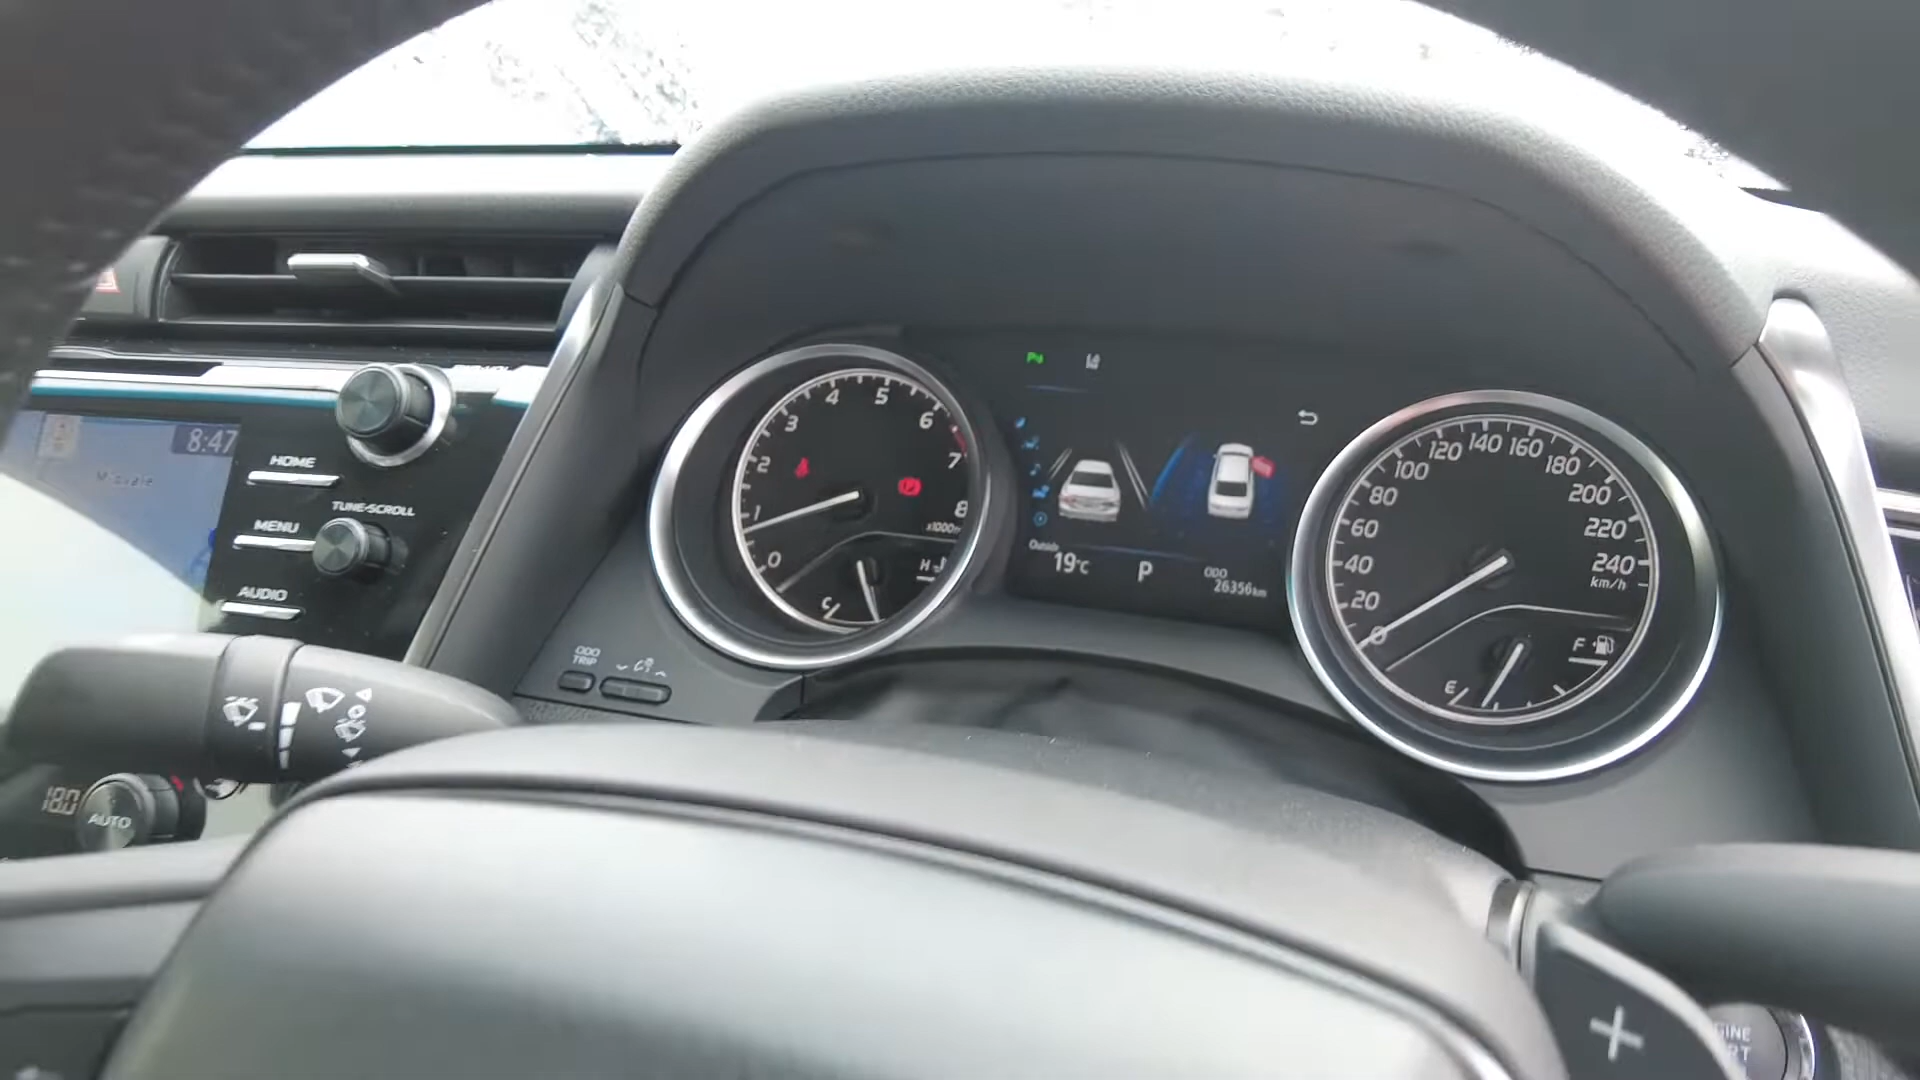 8:47
HOME
MENU
TUNE·SCROLL
AUDIO
18.0
AUTO
ODO
TRIP
0
1
2
3
4
5
6
7
8
C
H
Outside
19°C
P
ODO
26356km
0
20
40
60
80
100
120
140
160
180
200
220
240
km/h
E
F
+